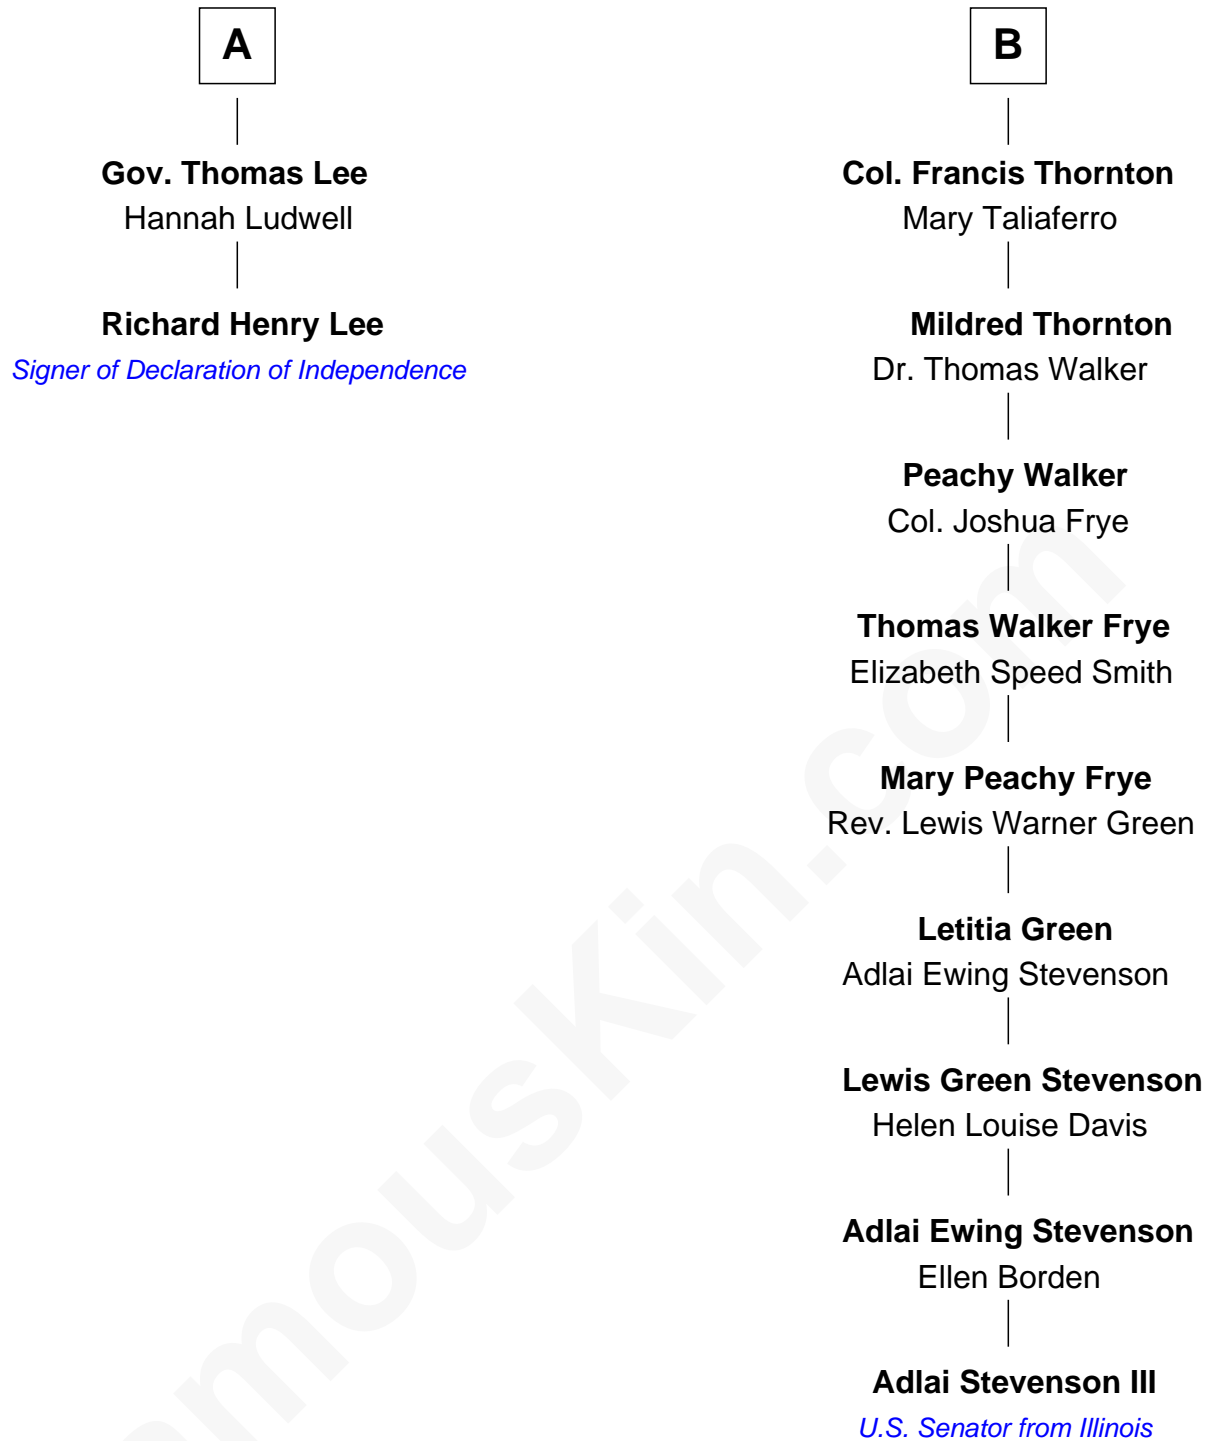 A
Gov. Thomas Lee
Hannah Ludwell
Richard Henry Lee
Signer of Declaration of Independence
B
Col. Francis Thornton
Mary Taliaferro
Mildred Thornton
Dr. Thomas Walker
Peachy Walker
Col. Joshua Frye
Thomas Walker Frye
Elizabeth Speed Smith
Mary Peachy Frye
Rev. Lewis Warner Green
Letitia Green
Adlai Ewing Stevenson
Lewis Green Stevenson
Helen Louise Davis
Adlai Ewing Stevenson
Ellen Borden
Adlai Stevenson III
U.S. Senator from Illinois
amousKin.com